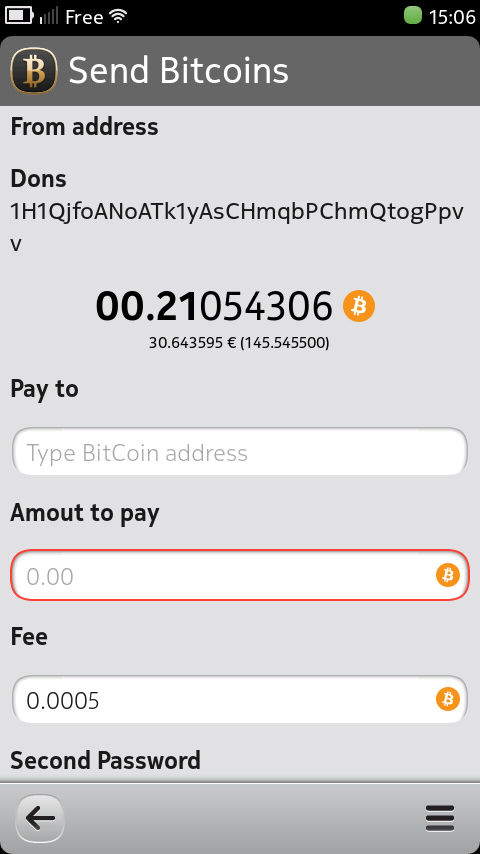 Free 15:06
Send Bitcoins
From address
Dons
1H1QjfoANoATk1yAsCHmqbPChmQtogPpv
v
00.21054306
30.643595 € (145.545500)
Pay to
Type BitCoin address
Amout to pay
0.00
Fee
0.0005
Second Password